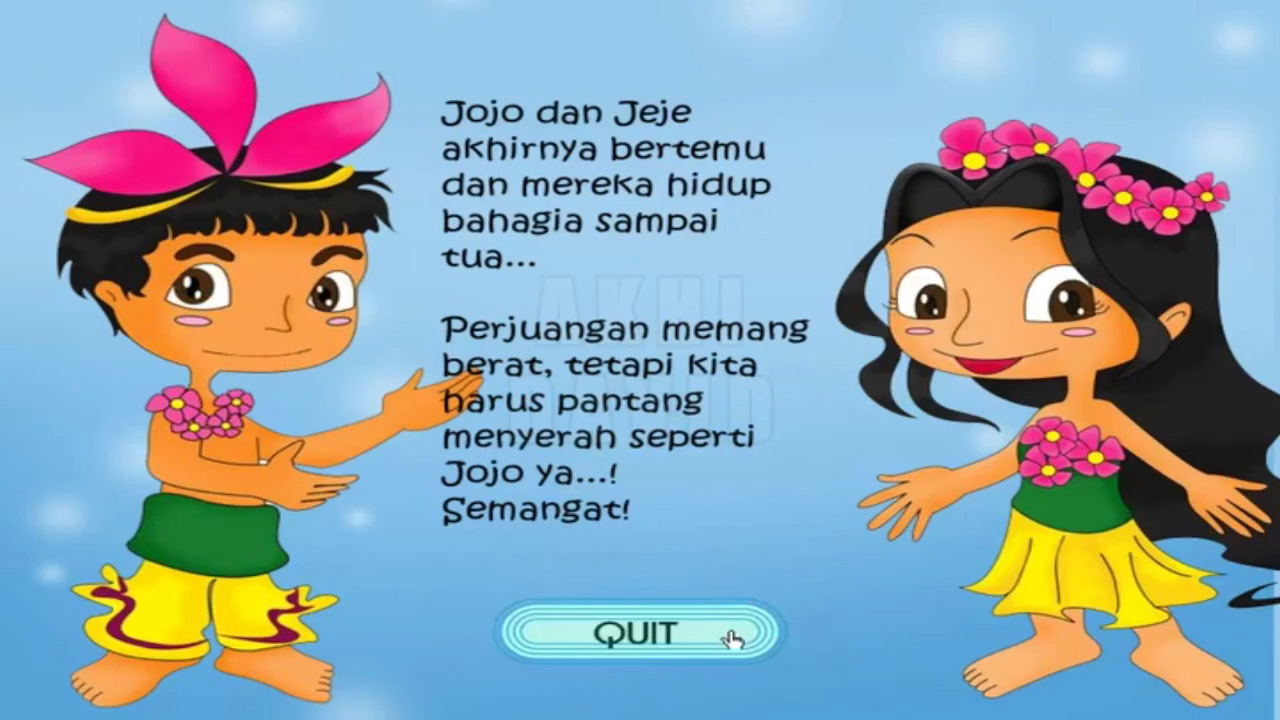 Jojo dan Jeje
akhirnya bertemu
dan mereka hidup
bahagia sampai
tua...
Perjuangan memang
berat, tetapi kita
harus pantang
menyerah seperti
Jojo ya...!
Semangat!
QUIT